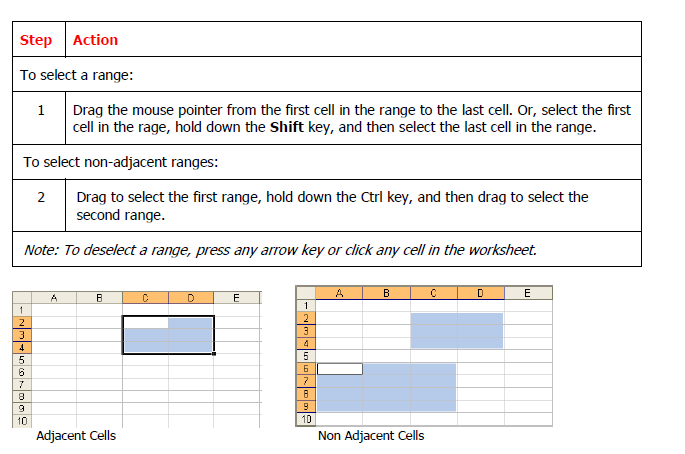 Step Action
To select a range:
1 Drag the mouse pointer from the first cell in the range to the last cell. Or, select the first
cell in the rage, hold down the Shift key, and then select the last cell in the range.
To select non-adjacent ranges:
2 Drag to select the first range, hold down the Ctrl key, and then drag to select the
second range.
Note: To deselect a range, press any arrow key or click any cell in the worksheet.
A B C D E
1
2
3
4
5
6
7
8
9
10
Adjacent Cells
A B C D E
1
2
3
4
5
6
7
8
9
10
Non Adjacent Cells